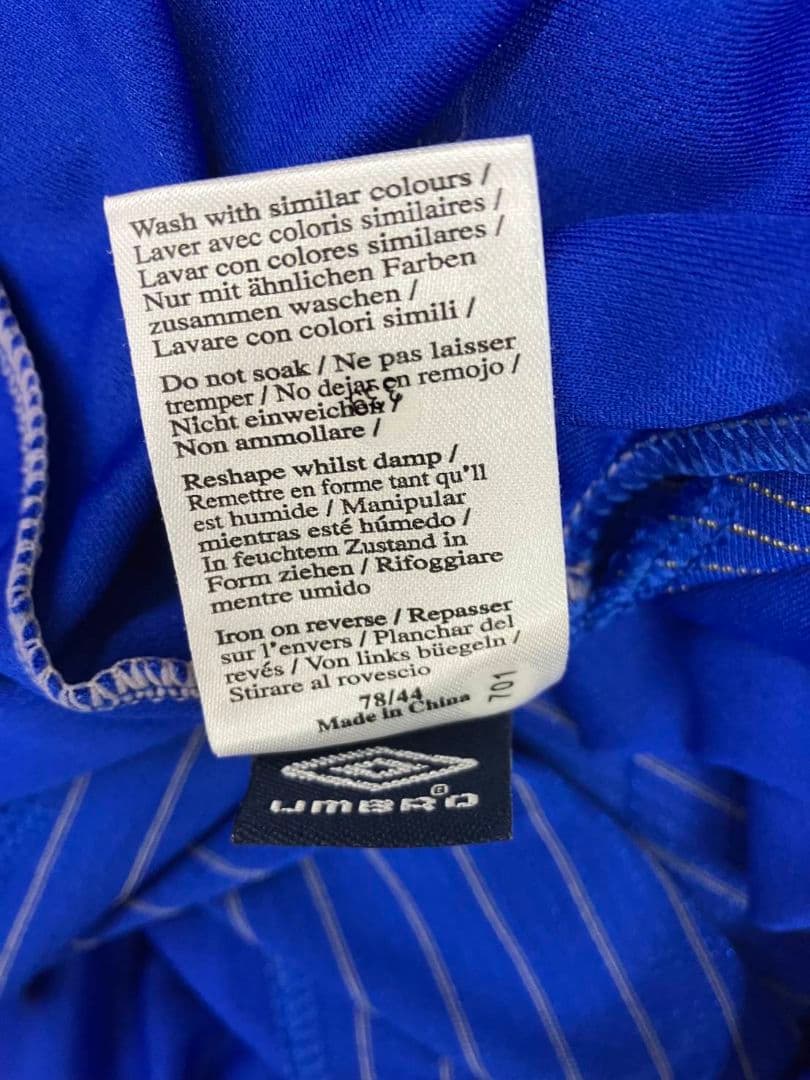 Wash with similar colours /
Laver avec coloris similaires /
Lavar con colores similares /
Nur mit ähnlichen Farben
zusammen waschen /
Lavare con colori simili /
Do not soak / Ne pas laisser
tremper / No dejar en remojo /
Nicht einweichen /
Non ammollare /
Reshape whilst damp /
Remettre en forme tant qu'll
est humide / Manipular
mientras esté húmedo /
In feuchtem Zustand in
Form ziehen / Rifoggiare
mentre umido
Iron on reverse / Repasser
sur l'envers / Planchar del
revés / Von links büegeln /
Stirare al rovescio
78/44
Made in China
701
UMBRO